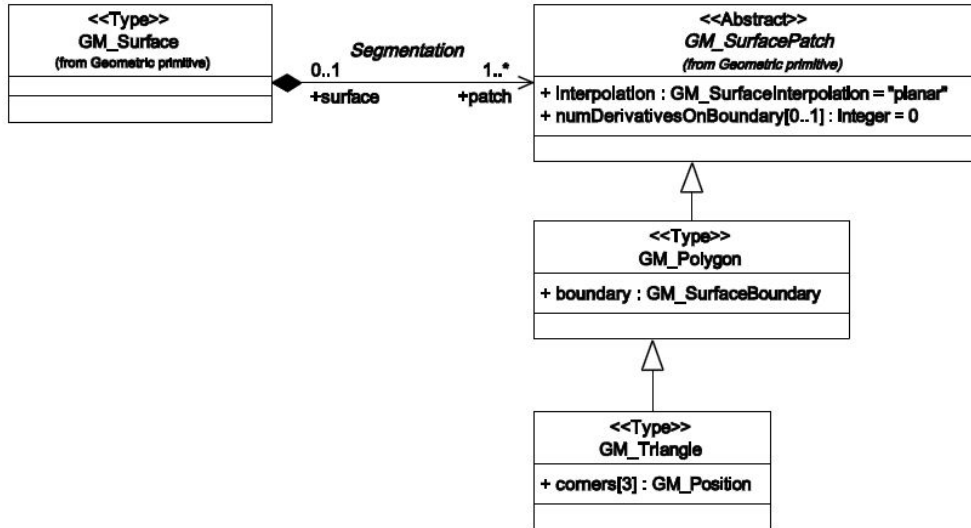 <<Type>>
GM_Surface
(from Geometric primitive)
Segmentation
0..1
1..*
+surface
+patch
<<Abstract>>
GM_SurfacePatch
(from Geometric primitive)
+ Interpolation : GM_SurfaceInterpolation = "planar"
+ numDerivativesOnBoundary[0..1] : Integer = 0
<<Type>>
GM_Polygon
+ boundary : GM_SurfaceBoundary
<<Type>>
GM_Triangle
+ corners[3] : GM_Position